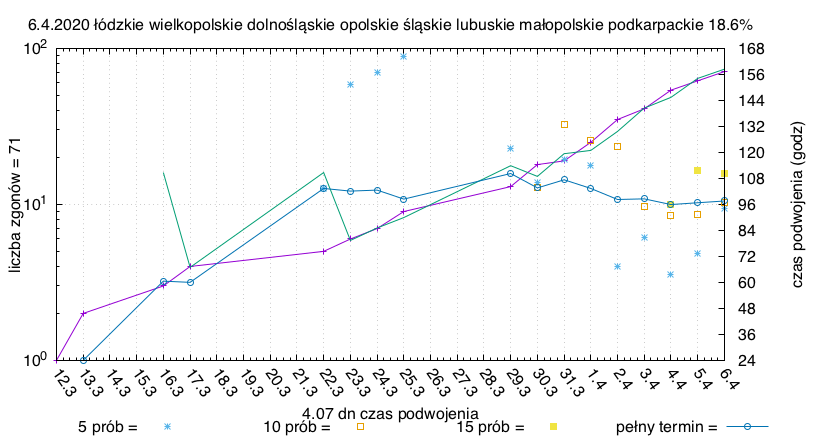 6.4.2020 łódzkie wielkopolskie dolnośląskie opolskie śląskie lubuskie małopolskie podkarpackie 18.6%
10²
10¹
10⁰
liczba zgonów = 71
168
156
144
132
120
108
96
84
72
60
48
36
24
czas podwojenia (godz)
12.3 13.3 14.3 15.3 16.3 17.3 19.3 20.3 21.3 22.3 23.3 24.3 25.3 26.3 27.3 28.3 29.3 30.3 31.3 1.4 2.4 3.4 4.4 5.4 6.4
4.07 dn czas podwojenia
5 prób = 10 prób = 15 prób = pełny termin =